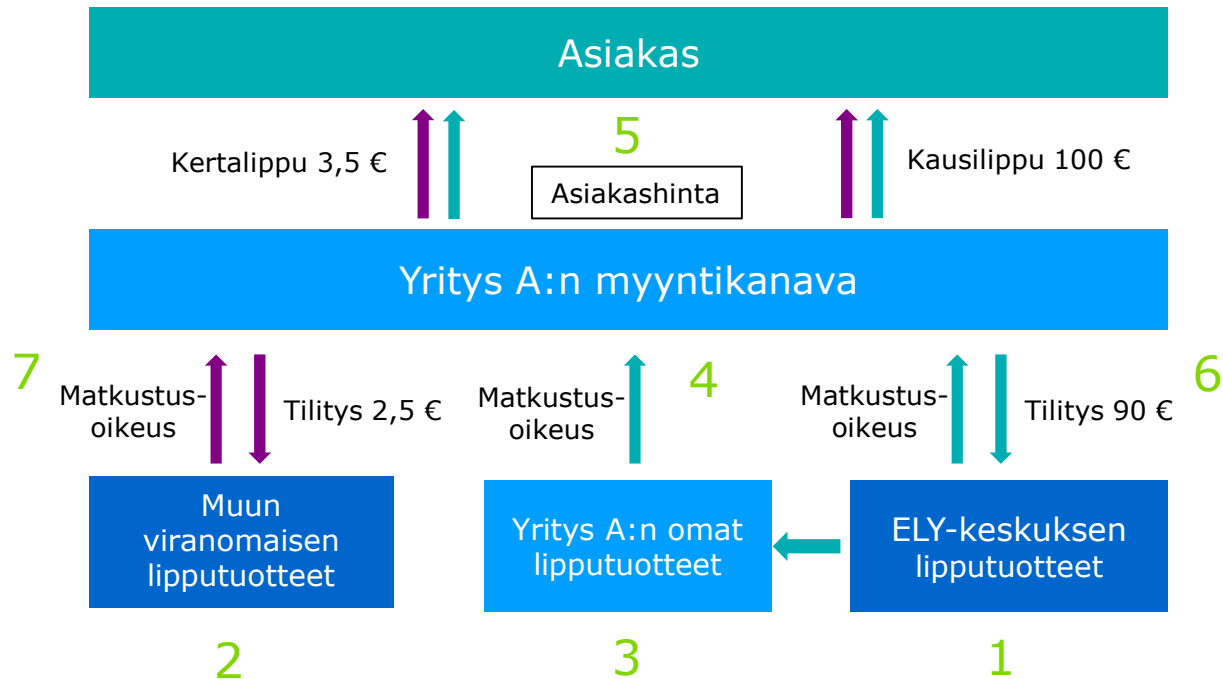 Asiakas
5
Kertalippu 3,5 €
Asiakashinta
Kausilippu 100 €
Yritys A:n myyntikanava
7
Matkustus-
oikeus
Tilitys 2,5 €
Matkustus-
oikeus
4
Matkustus-
oikeus
Tilitys 90 €
6
Muun
viranomaisen
lipputuotteet
Yritys A:n omat
lipputuotteet
ELY-keskuksen
lipputuotteet
2
3
1